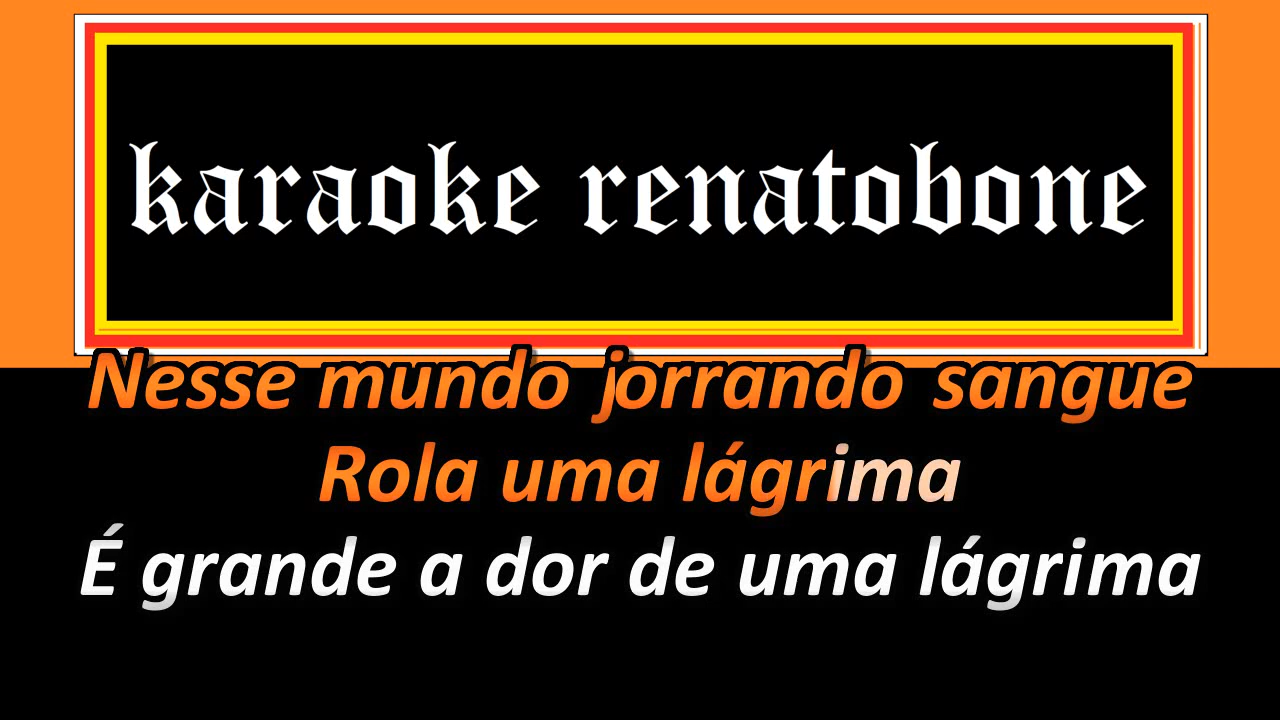 karaoke renatobone
Nesse mundo jorrando sangue
Rola uma lágrima
É grande a dor de uma lágrima